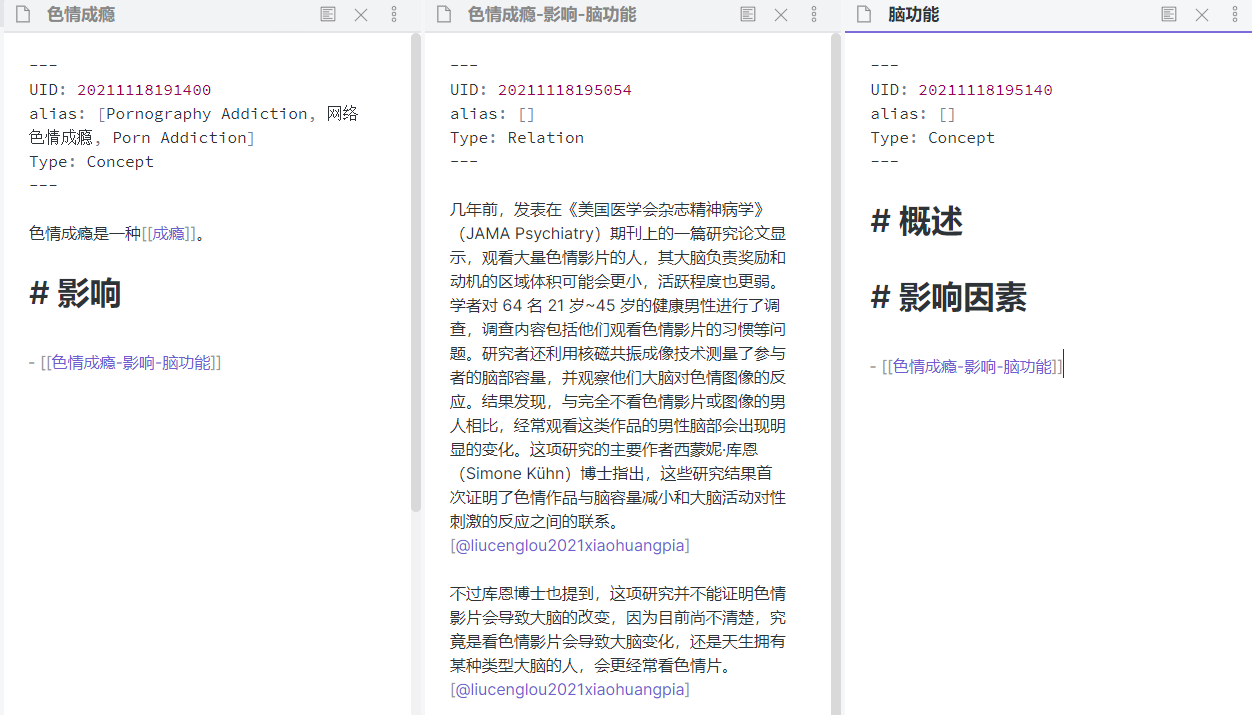 色情成瘾
---
UID: 20211118191400
alias: [Pornography Addiction, 网络
色情成瘾, Porn Addiction]
Type: Concept
---
色情成瘾是一种[[成瘾]]。
# 影响
- [[色情成瘾-影响-脑功能]]
色情成瘾-影响-脑功能
---
UID: 20211118195054
alias: []
Type: Relation
---
几年前，发表在《美国医学会杂志精神病学》
（JAMA Psychiatry）期刊上的一篇研究论文显
示，观看大量色情影片的人，其大脑负责奖励和
动机的区域体积可能会更小，活跃程度也更弱。
学者对 64 名 21 岁~45 岁的健康男性进行了调
查，调查内容包括他们观看色情影片的习惯等问
题。研究者还利用核磁共振成像技术测量了参与
者的脑部容量，并观察他们大脑对色情图像的反
应。结果发现，与完全不看色情影片或图像的男
人相比，经常观看这类作品的男性脑部会出现明
显的变化。这项研究的主要作者西蒙妮·库恩
（Simone Kühn）博士指出，这些研究结果首
次证明了色情作品与脑容量减小和大脑活动对性
刺激的反应之间的联系。
[@liucenglou2021xiaohuangpia]
不过库恩博士也提到，这项研究并不能证明色情
影片会导致大脑的改变，因为目前尚不清楚，究
竟是看色情影片会导致大脑变化，还是天生拥有
某种类型大脑的人，会更经常看色情片。
[@liucenglou2021xiaohuangpia]
脑功能
---
UID: 20211118195140
alias: []
Type: Concept
---
# 概述
# 影响因素
- [[色情成瘾-影响-脑功能]]